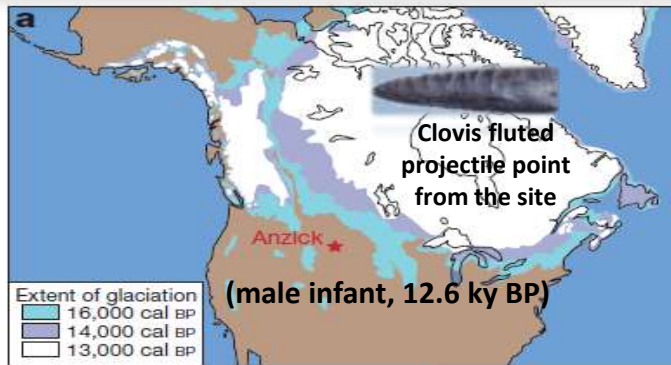 a
Clovis fluted
projectile point
from the site
Anzick
(male infant, 12.6 ky BP)
Extent of glaciation
16,000 cal BP
14,000 cal BP
13,000 cal BP